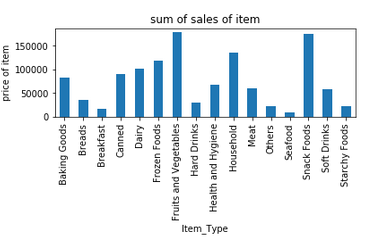 sum of sales of item
price of item
150000
100000
50000
0
Baking Goods
Breads
Breakfast
Canned
Dairy
Frozen Foods
Fruits and Vegetables
Hard Drinks
Health and Hygiene
Household
Meat
Others
Seafood
Snack Foods
Soft Drinks
Starchy Foods
Item_Type